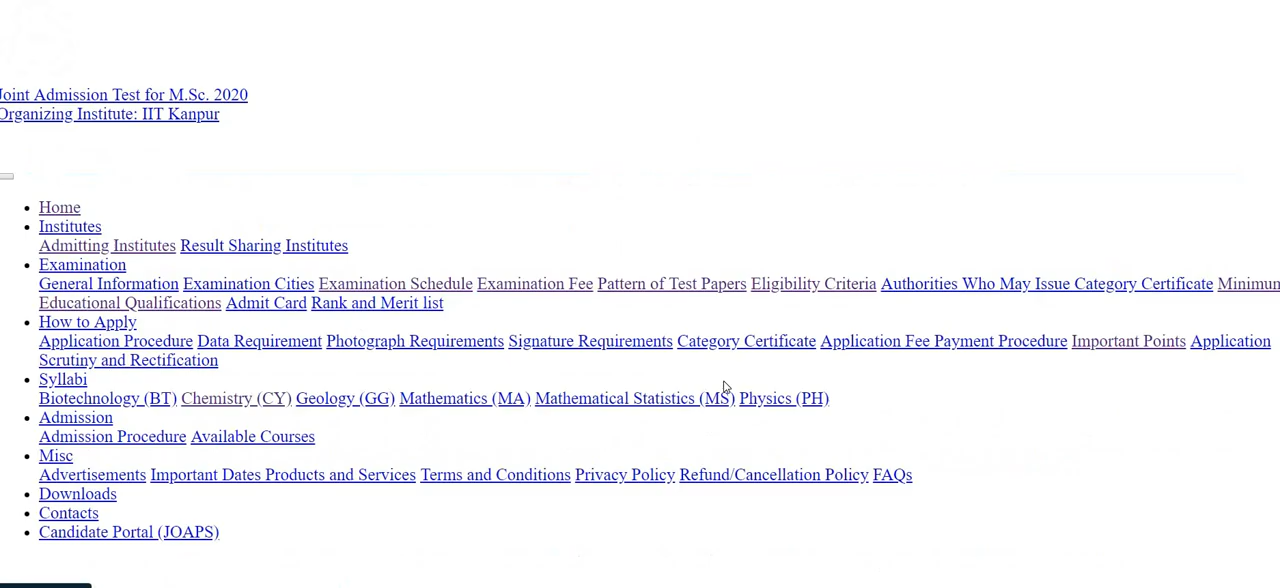 Joint Admission Test for M.Sc. 2020
Organizing Institute: IIT Kanpur
Home
Institutes
Admitting Institutes Result Sharing Institutes
Examination
General Information Examination Cities Examination Schedule Examination Fee Pattern of Test Papers Eligibility Criteria Authorities Who May Issue Category Certificate Minimum
Educational Qualifications Admit Card Rank and Merit list
How to Apply
Application Procedure Data Requirement Photograph Requirements Signature Requirements Category Certificate Application Fee Payment Procedure Important Points Application
Scrutiny and Rectification
Syllabi
Biotechnology (BT) Chemistry (CY) Geology (GG) Mathematics (MA) Mathematical Statistics (MS) Physics (PH)
Admission
Admission Procedure Available Courses
Misc
Advertisements Important Dates Products and Services Terms and Conditions Privacy Policy Refund/Cancellation Policy FAQs
Downloads
Contacts
Candidate Portal (JOAPS)